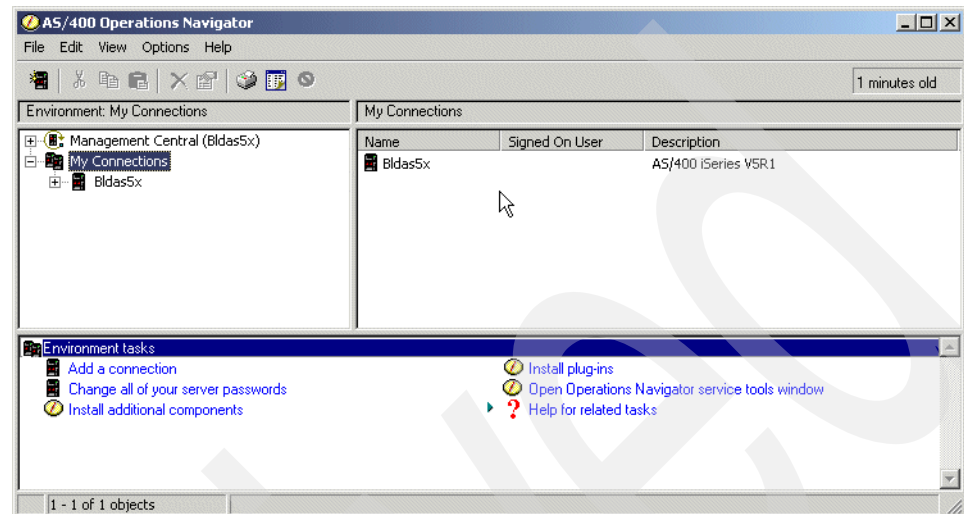 AS/400 Operations Navigator
File Edit View Options Help
1 minutes old
Environment: My Connections
My Connections
Management Central (Bldas5x)
My Connections
Bldas5x
Name Signed On User Description
Bldas5x AS/400 iSeries V5R1
Environment tasks
Add a connection
Change all of your server passwords
Install additional components
Install plug-ins
Open Operations Navigator service tools window
Help for related tasks
1 - 1 of 1 objects